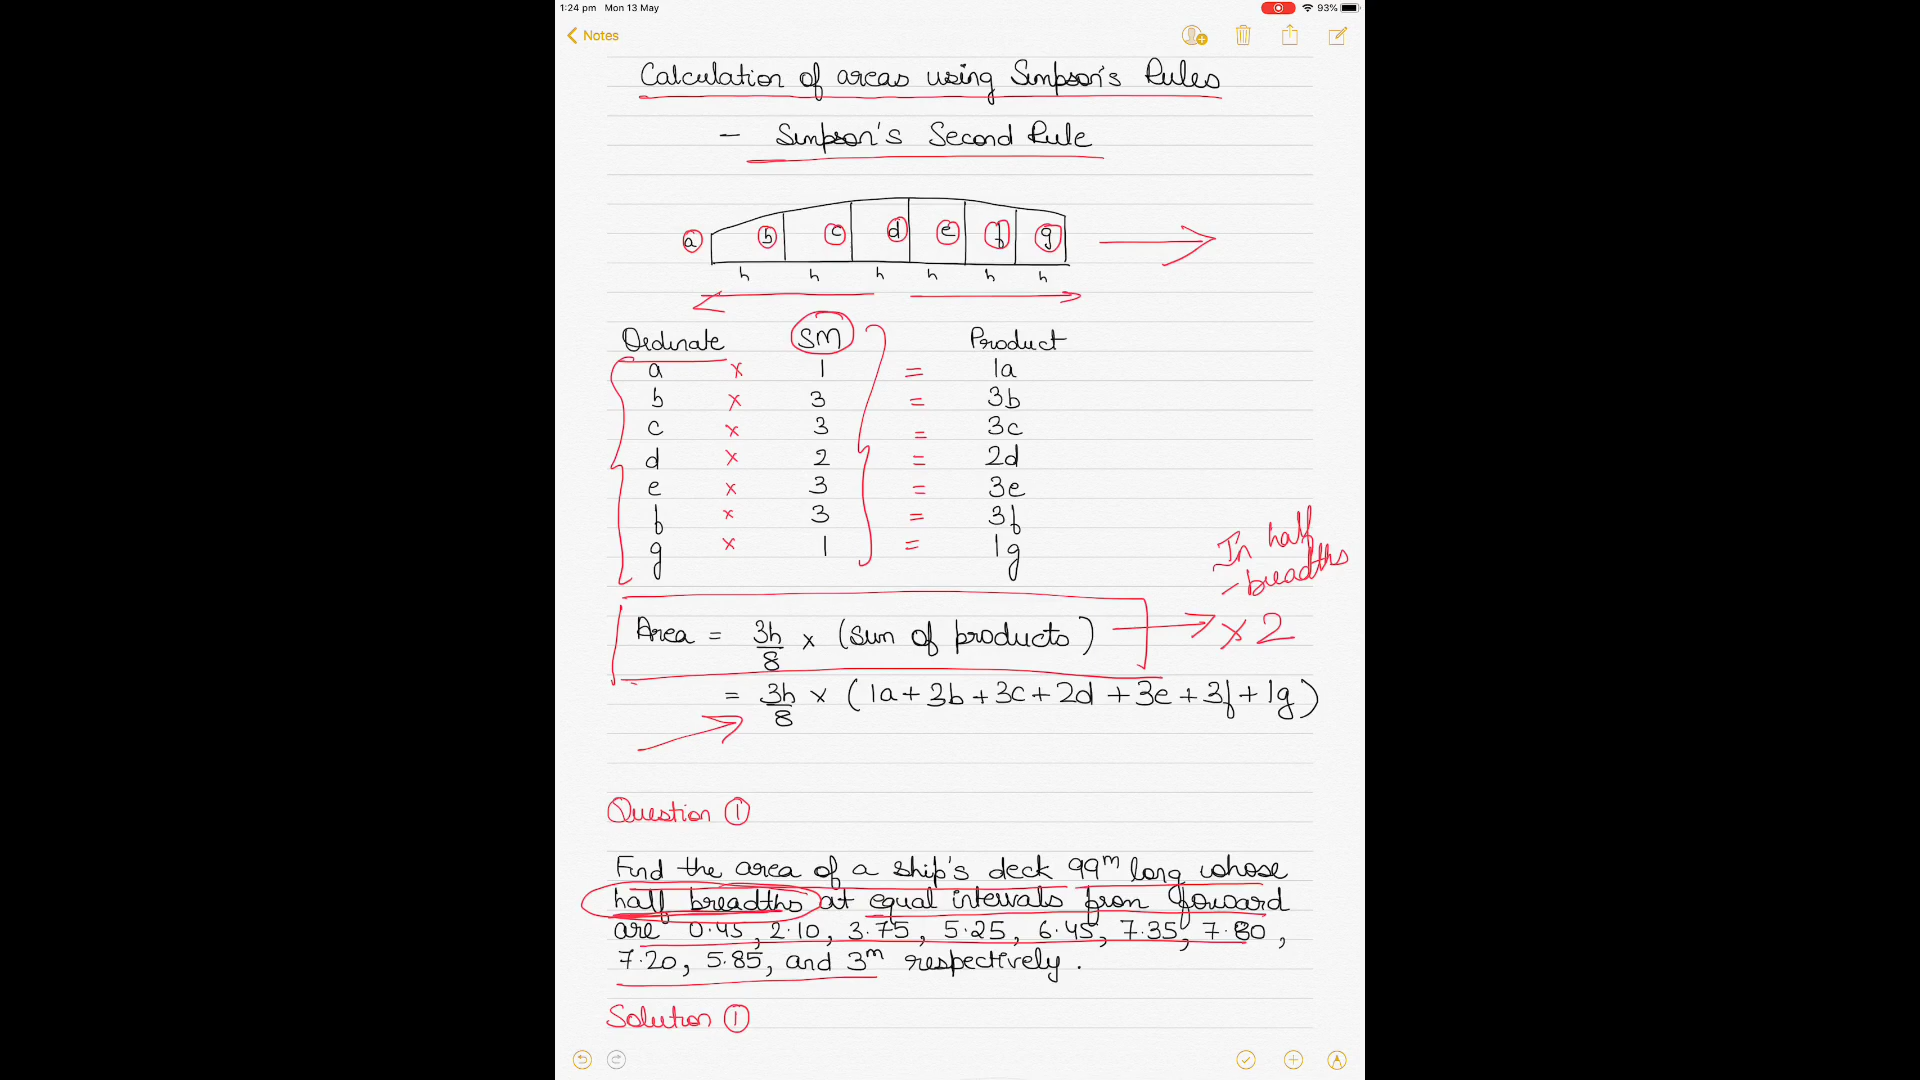 1:24 pm Mon 13 May
93%
Notes
Calculation of areas using Simpson's Rules
- Simpson's Second Rule
a b c d e f g
h h h h h h
Ordinate SM Product
a × 1 = 1a
b × 3 = 3b
c × 3 = 3c
d × 2 = 2d
e × 3 = 3e
f × 3 = 3f
g × 1 = 1g
In half
-breadths
Area = 3h/8 × (sum of products) × 2
= 3h/8 × (1a + 3b + 3c + 2d + 3e + 3f + 1g)
Question ①
Find the area of a ship's deck 99m long whose
half breadths at equal intervals from forward
are 0.45, 2.10, 3.75, 5.25, 6.45, 7.35, 7.80,
7.20, 5.85, and 3m respectively.
Solution ①